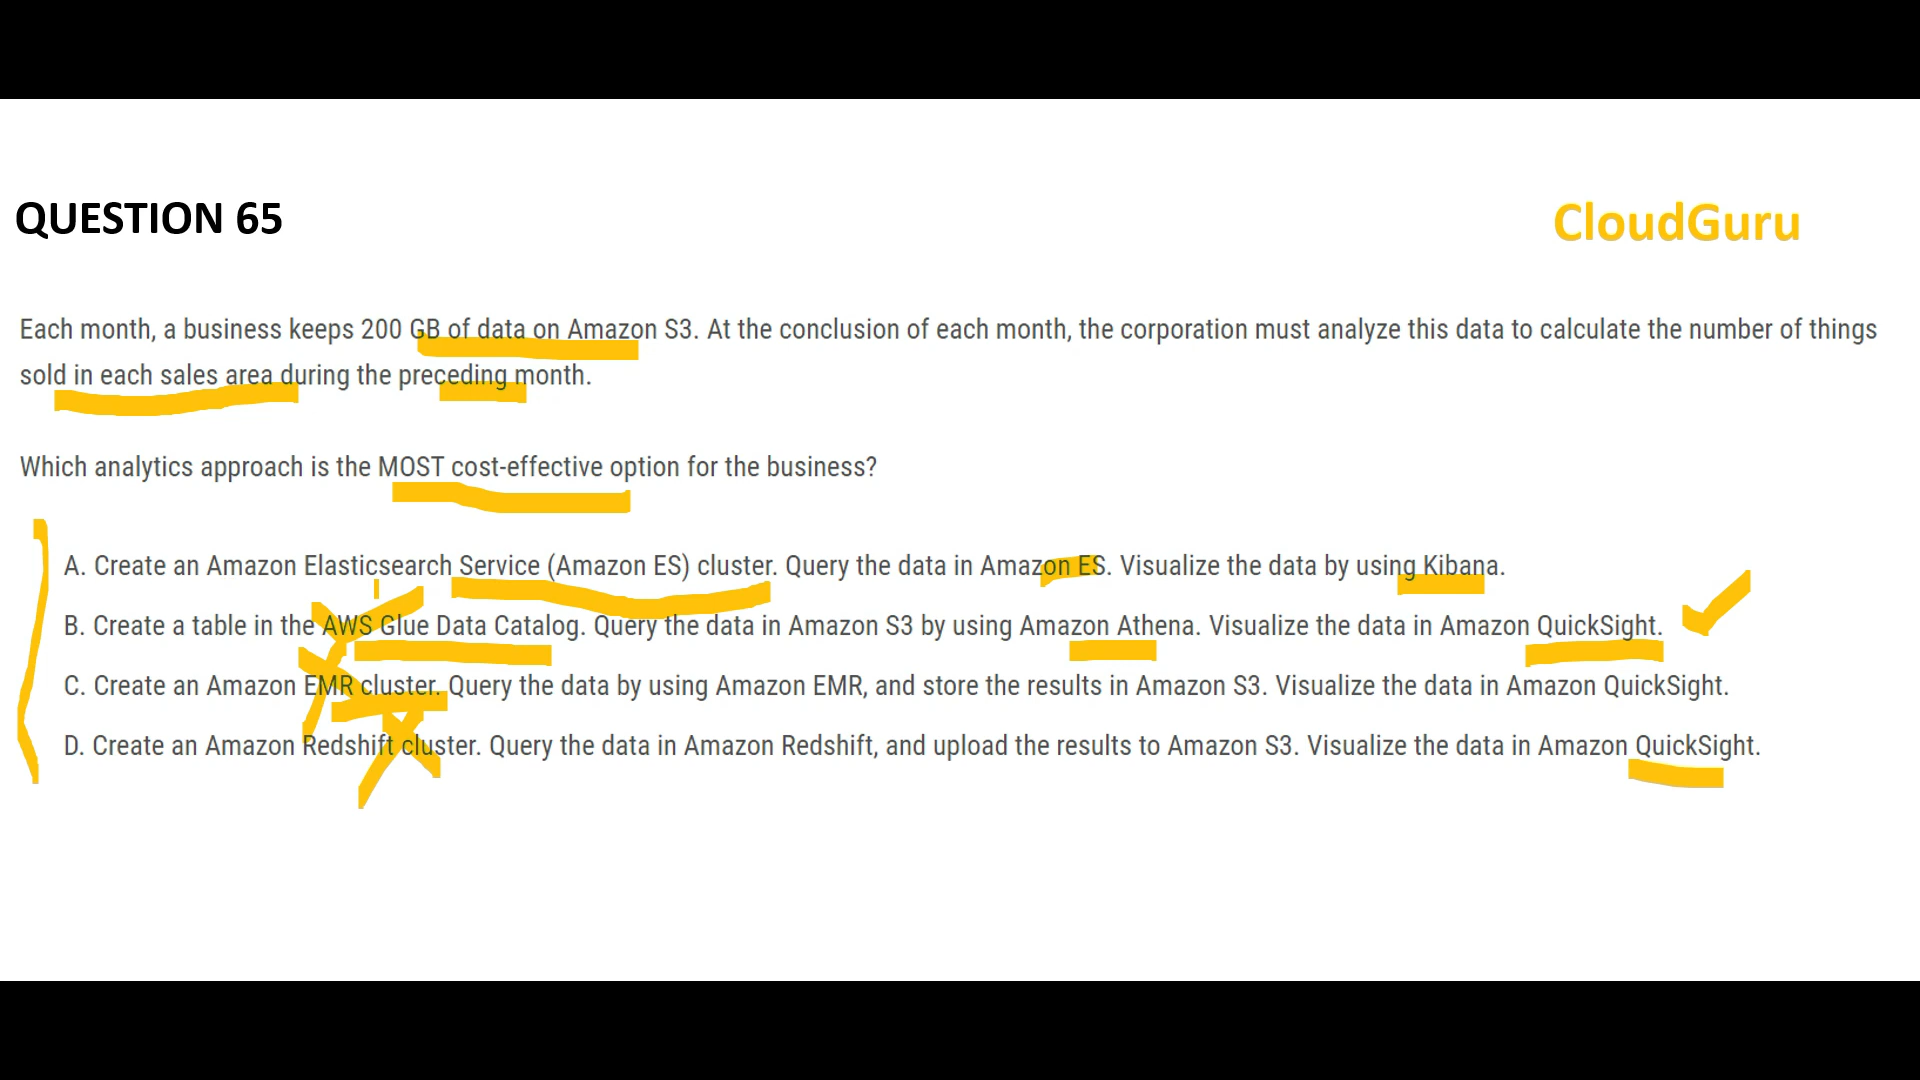 QUESTION 65
CloudGuru
Each month, a business keeps 200 GB of data on Amazon S3. At the conclusion of each month, the corporation must analyze this data to calculate the number of things
sold in each sales area during the preceding month.
Which analytics approach is the MOST cost-effective option for the business?
A. Create an Amazon Elasticsearch Service (Amazon ES) cluster. Query the data in Amazon ES. Visualize the data by using Kibana.
B. Create a table in the AWS Glue Data Catalog. Query the data in Amazon S3 by using Amazon Athena. Visualize the data in Amazon QuickSight.
C. Create an Amazon EMR cluster. Query the data by using Amazon EMR, and store the results in Amazon S3. Visualize the data in Amazon QuickSight.
D. Create an Amazon Redshift cluster. Query the data in Amazon Redshift, and upload the results to Amazon S3. Visualize the data in Amazon QuickSight.